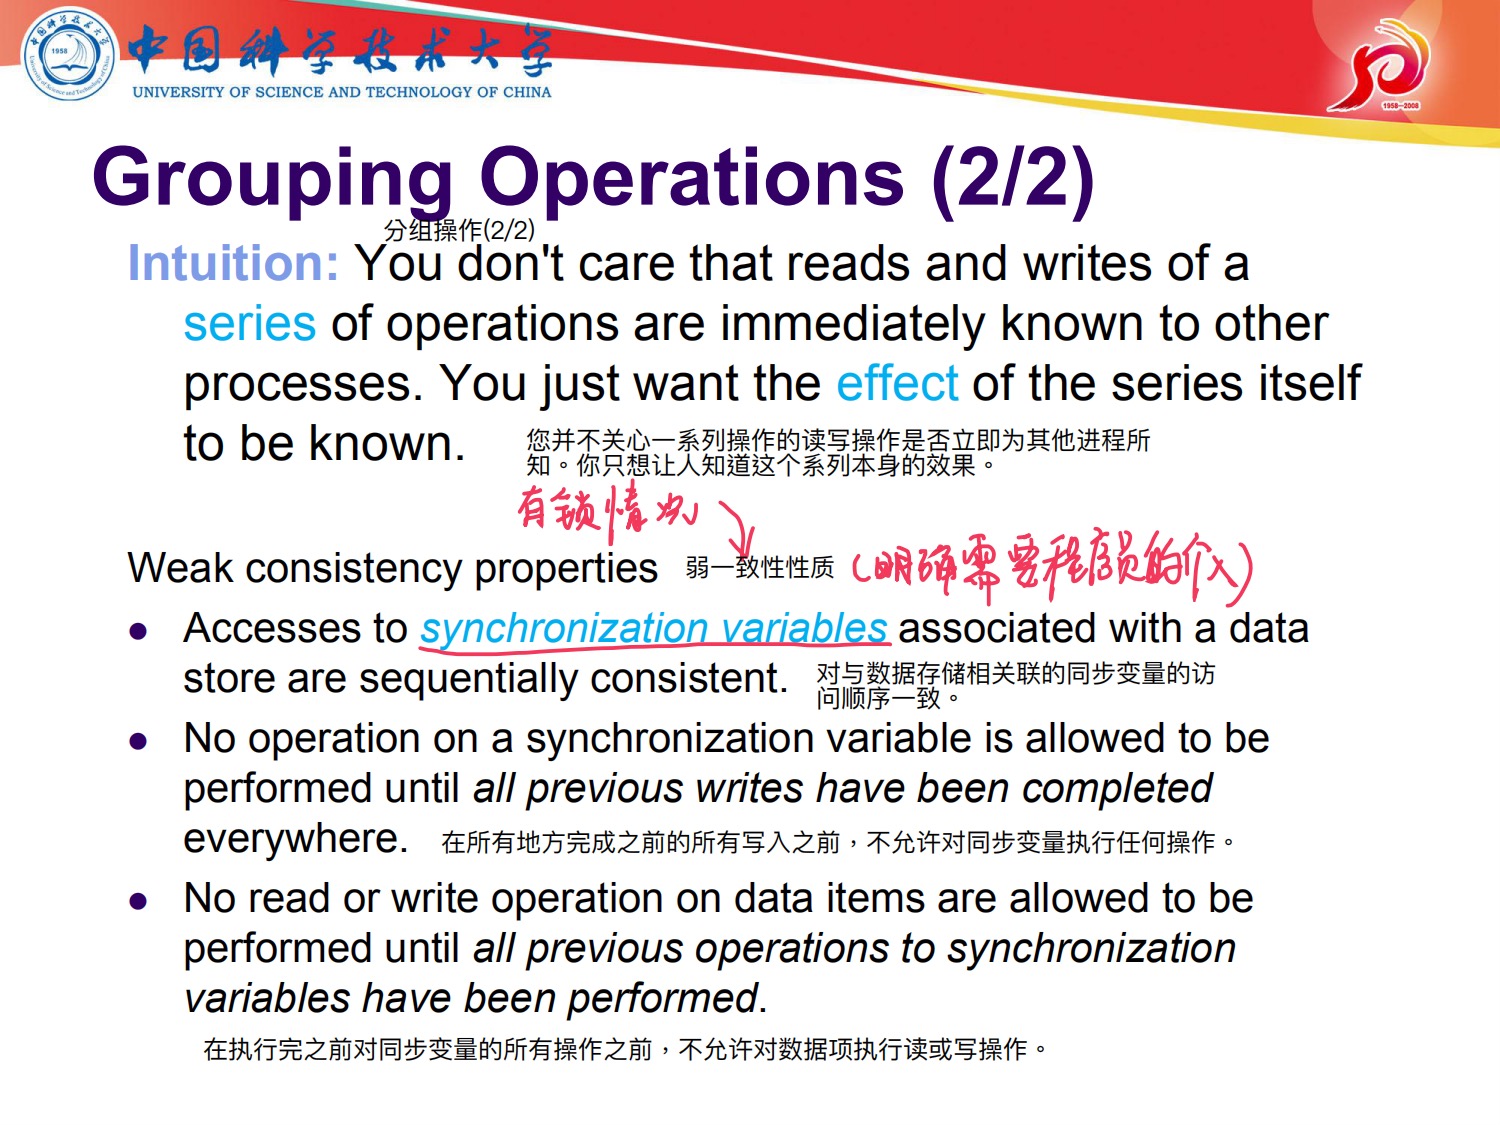 中国科学技术大学
UNIVERSITY OF SCIENCE AND TECHNOLOGY OF CHINA
1958
1958—2008
Grouping Operations (2/2)
分组操作(2/2)
Intuition: You don't care that reads and writes of a
series of operations are immediately known to other
processes. You just want the effect of the series itself
to be known.
您并不关心一系列操作的读写操作是否立即为其他进程所
知。你只想让人知道这个系列本身的效果。
有锁情况
Weak consistency properties 弱一致性性质 (明确需要程序员的介入)
● Accesses to synchronization variables associated with a data
store are sequentially consistent.
对与数据存储相关联的同步变量的访
问顺序一致。
● No operation on a synchronization variable is allowed to be
performed until all previous writes have been completed
everywhere. 在所有地方完成之前的所有写入之前，不允许对同步变量执行任何操作。
● No read or write operation on data items are allowed to be
performed until all previous operations to synchronization
variables have been performed.
在执行完之前对同步变量的所有操作之前，不允许对数据项执行读或写操作。